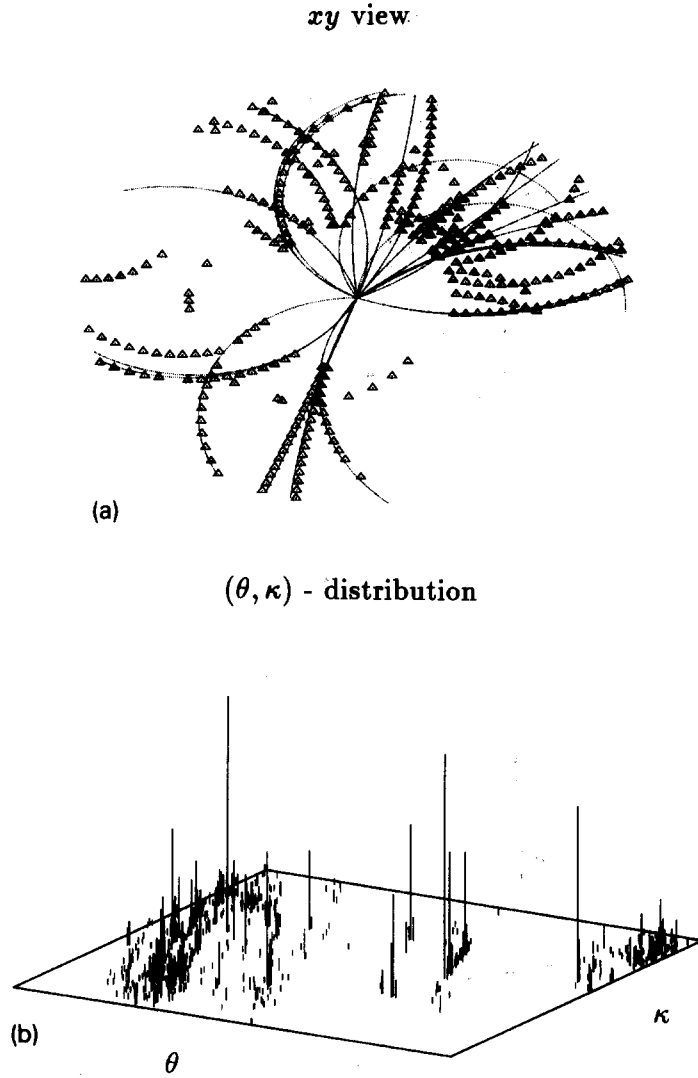 xy view
(a)
(θ, κ) - distribution
(b)
θ
κ